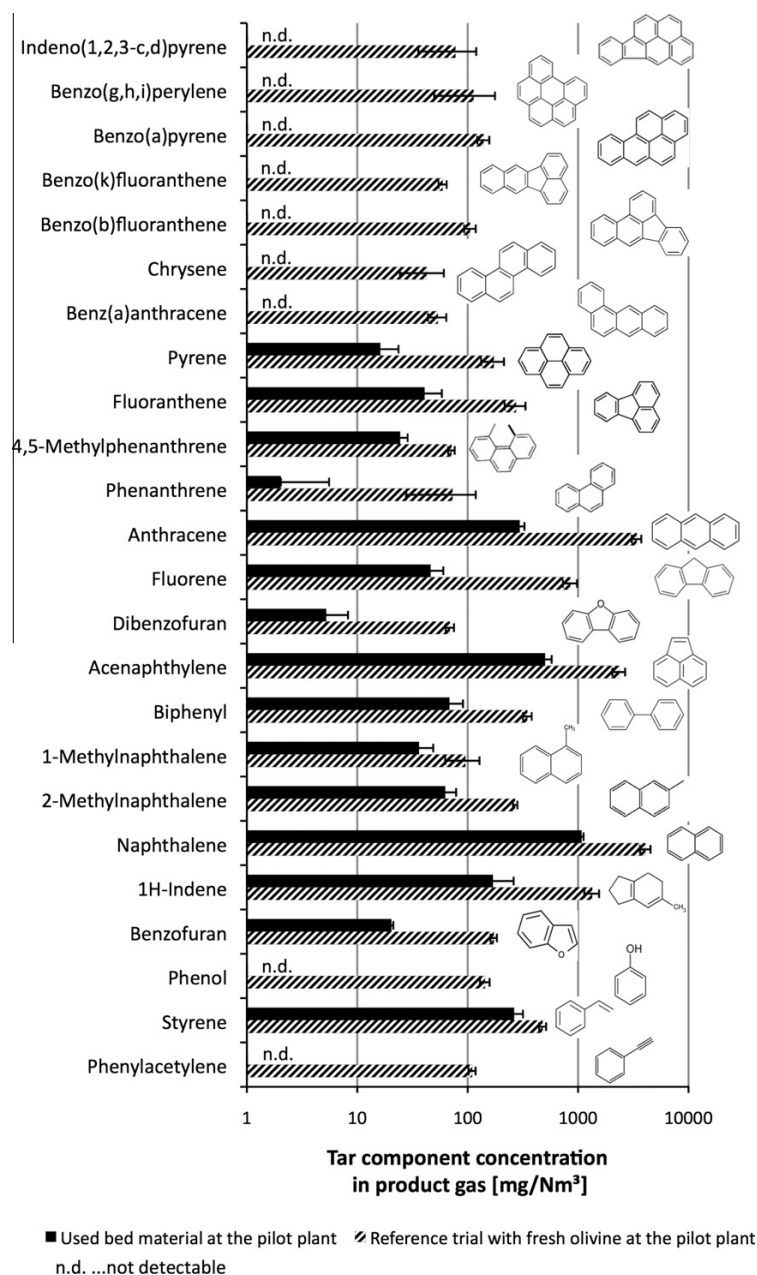 Indeno(1,2,3-c,d)pyrene
n.d.
Benzo(g,h,i)perylene
n.d.
Benzo(a)pyrene
n.d.
Benzo(k)fluoranthene
n.d.
Benzo(b)fluoranthene
n.d.
Chrysene
n.d.
Benz(a)anthracene
n.d.
Pyrene
Fluoranthene
4,5-Methylphenanthrene
Phenanthrene
Anthracene
Fluorene
Dibenzofuran
O
Acenaphthylene
Biphenyl
CH₃
1-Methylnaphthalene
2-Methylnaphthalene
Naphthalene
1H-Indene
CH₃
Benzofuran
O
OH
Phenol
n.d.
Styrene
Phenylacetylene
n.d.
1 10 100 1000 10000
Tar component concentration
in product gas [mg/Nm³]
Used bed material at the pilot plant Reference trial with fresh olivine at the pilot plant
n.d. ...not detectable